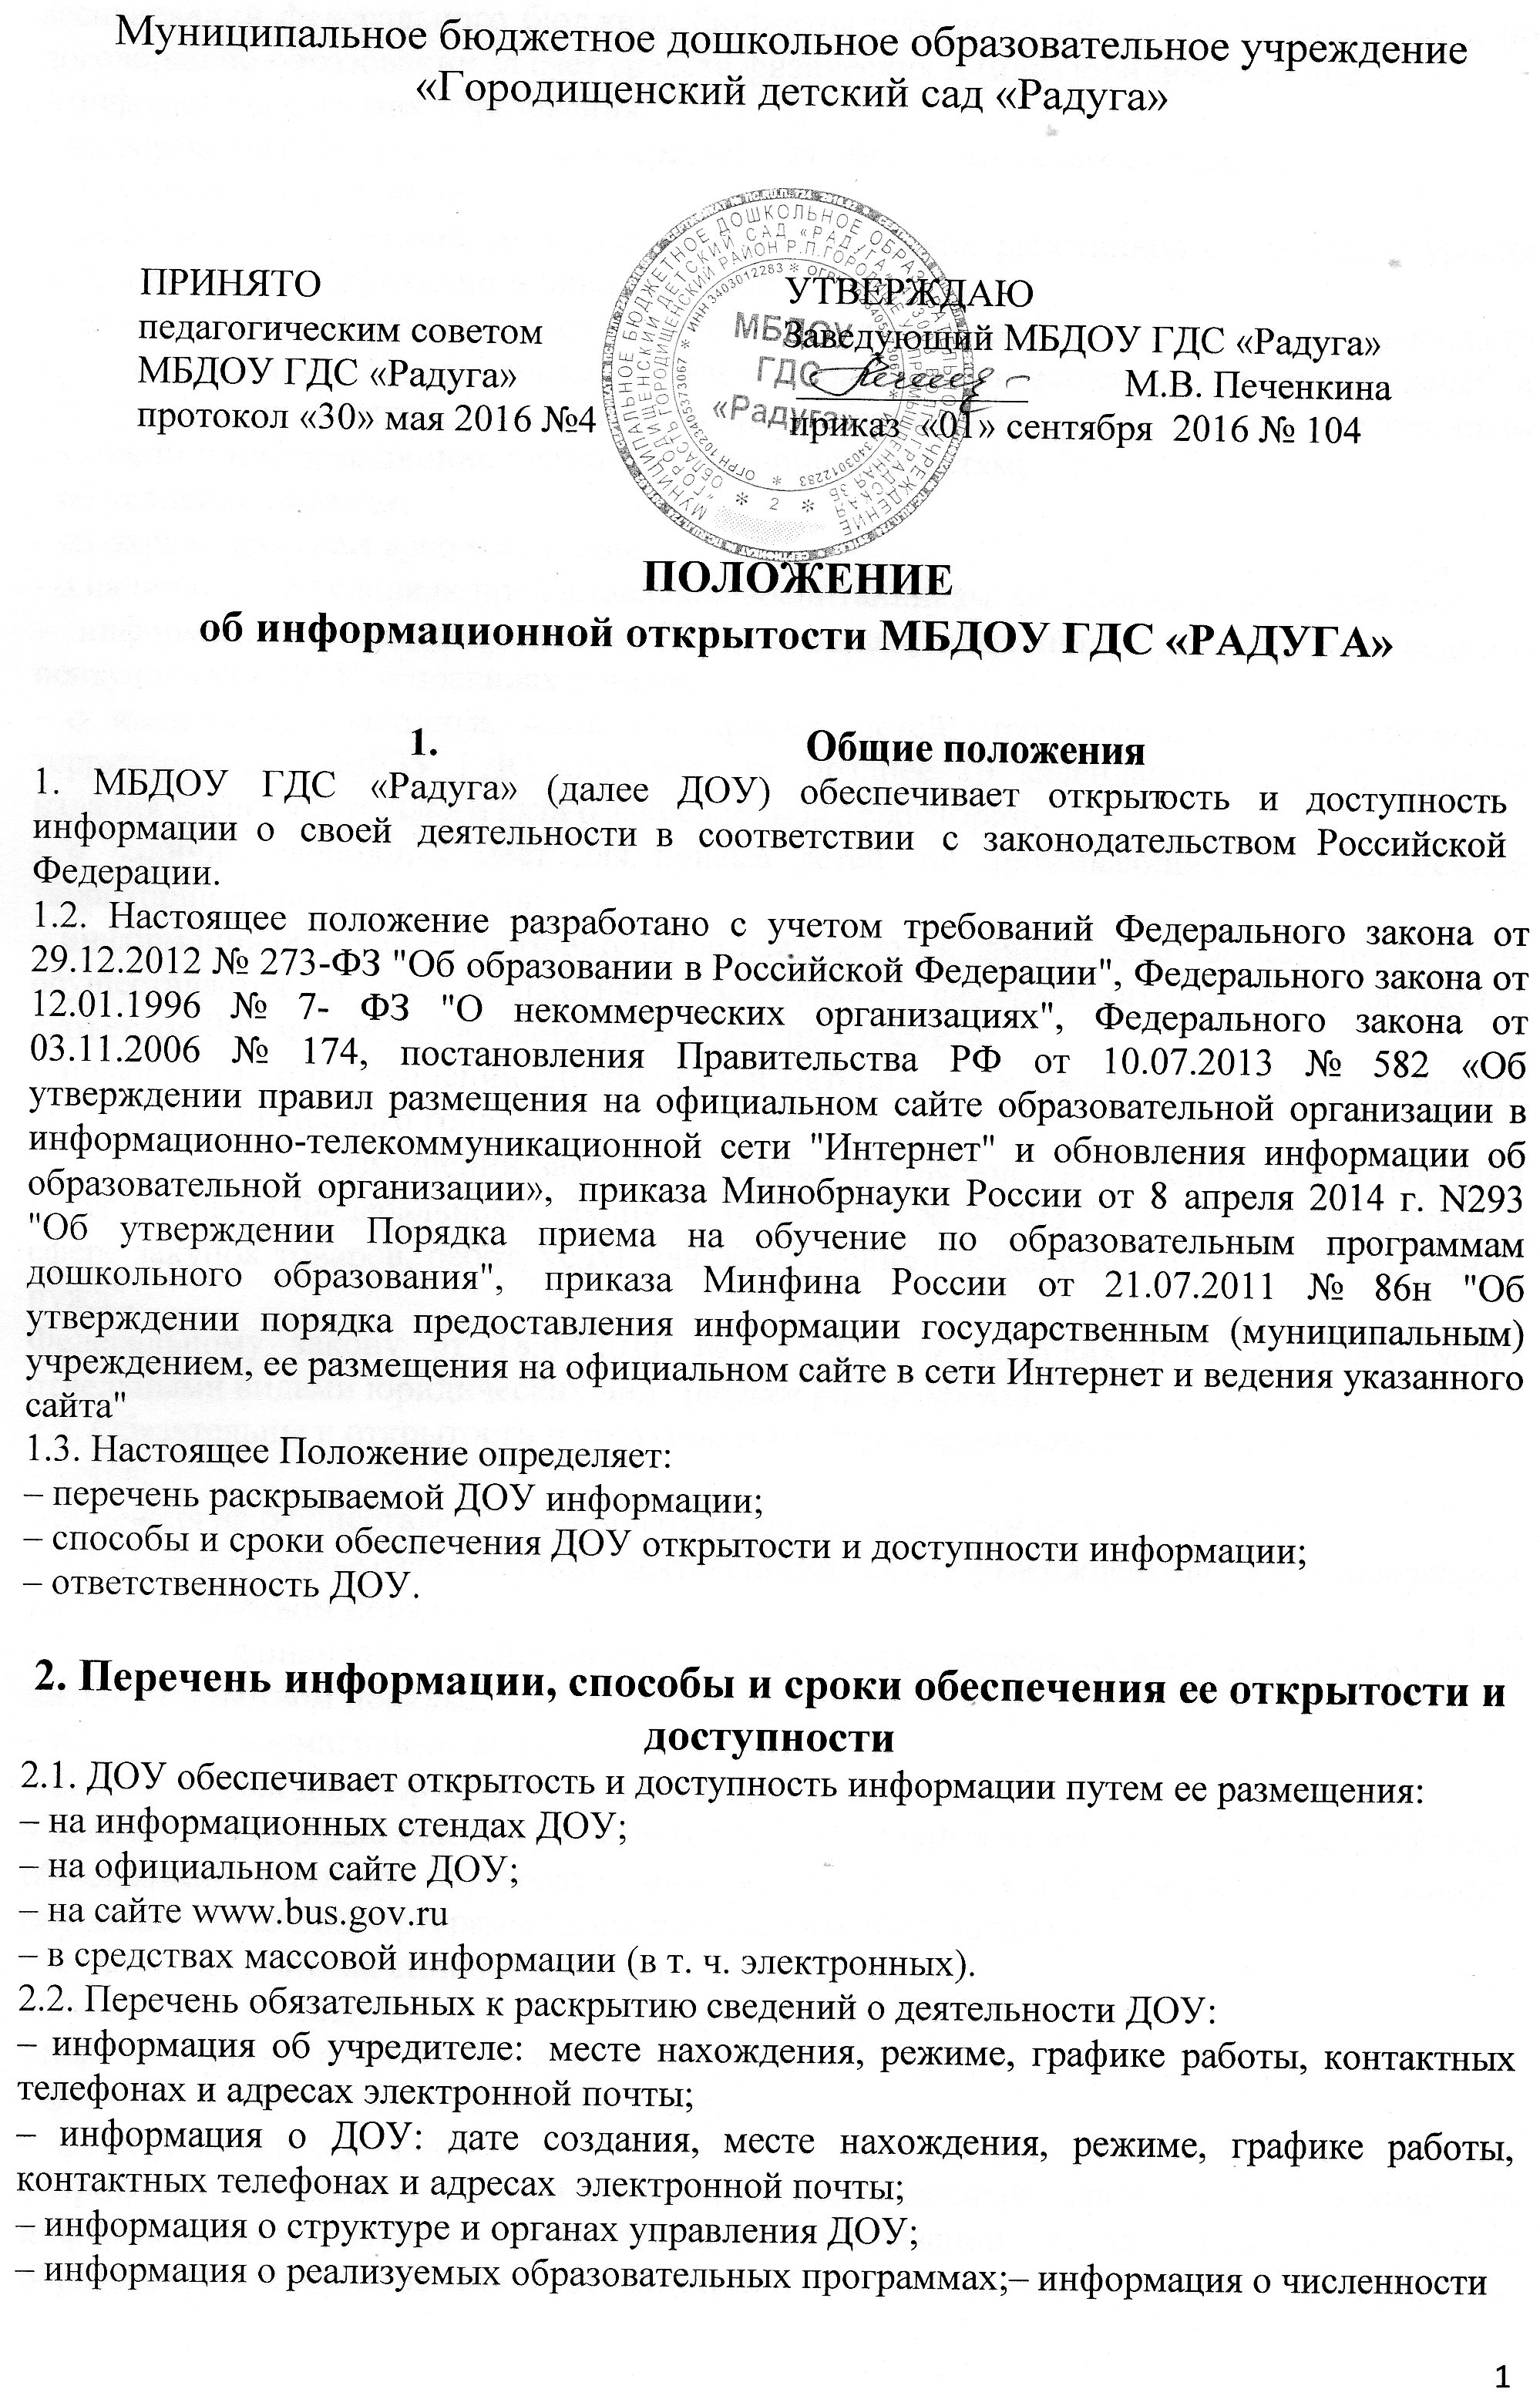 Муниципальное бюджетное дошкольное образовательное учреждение
«Городищенский детский сад «Радуга»
ПРИНЯТО
педагогическим советом
МБДОУ ГДС «Радуга»
протокол «30» мая 2016 №4
МБДОУ
ГДС
«Радуга»
УТВЕРЖДАЮ
Заведующий МБДОУ ГДС «Радуга»
М.В. Печенкина
приказ «01» сентября 2016 № 104
ПОЛОЖЕНИЕ
об информационной открытости МБДОУ ГДС «РАДУГА»
1. Общие положения
1. МБДОУ ГДС «Радуга» (далее ДОУ) обеспечивает открытость и доступность
информации о своей деятельности в соответствии с законодательством Российской
Федерации.
1.2. Настоящее положение разработано с учетом требований Федерального закона от
29.12.2012 № 273-ФЗ "Об образовании в Российской Федерации", Федерального закона от
12.01.1996 № 7- ФЗ "О некоммерческих организациях", Федерального закона от
03.11.2006 № 174, постановления Правительства РФ от 10.07.2013 № 582 «Об
утверждении правил размещения на официальном сайте образовательной организации в
информационно-телекоммуникационной сети "Интернет" и обновления информации об
образовательной организации», приказа Минобрнауки России от 8 апреля 2014 г. N293
"Об утверждении Порядка приема на обучение по образовательным программам
дошкольного образования", приказа Минфина России от 21.07.2011 № 86н "Об
утверждении порядка предоставления информации государственным (муниципальным)
учреждением, ее размещения на официальном сайте в сети Интернет и ведения указанного
сайта"
1.3. Настоящее Положение определяет:
– перечень раскрываемой ДОУ информации;
– способы и сроки обеспечения ДОУ открытости и доступности информации;
– ответственность ДОУ.
2. Перечень информации, способы и сроки обеспечения ее открытости и
доступности
2.1. ДОУ обеспечивает открытость и доступность информации путем ее размещения:
– на информационных стендах ДОУ;
– на официальном сайте ДОУ;
– на сайте www.bus.gov.ru
– в средствах массовой информации (в т. ч. электронных).
2.2. Перечень обязательных к раскрытию сведений о деятельности ДОУ:
– информация об учредителе: месте нахождения, режиме, графике работы, контактных
телефонах и адресах электронной почты;
– информация о ДОУ: дате создания, месте нахождения, режиме, графике работы,
контактных телефонах и адресах электронной почты;
– информация о структуре и органах управления ДОУ;
– информация о реализуемых образовательных программах;– информация о численности
1